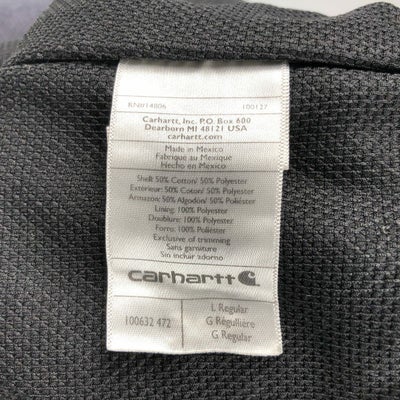 RN#14806 100127
Carhartt, Inc. P.O. Box 600
Dearborn MI 48121 USA
carhartt.com
Made in Mexico
Fabriqué au Mexique
Hecho en Mexico
Shell: 50% Cotton/ 50% Polyester
Extérieur: 50% Coton/ 50% Polyester
Armazon: 50% Algodón/ 50% Poliéster
Lining: 100% Polyester
Doublure: 100% Polyester
Forro: 100% Poliéster
Exclusive of trimming
Sans garniture
Sin incluir adorno
carhartt
100632 472
L Regular
G Régullière
G Regular